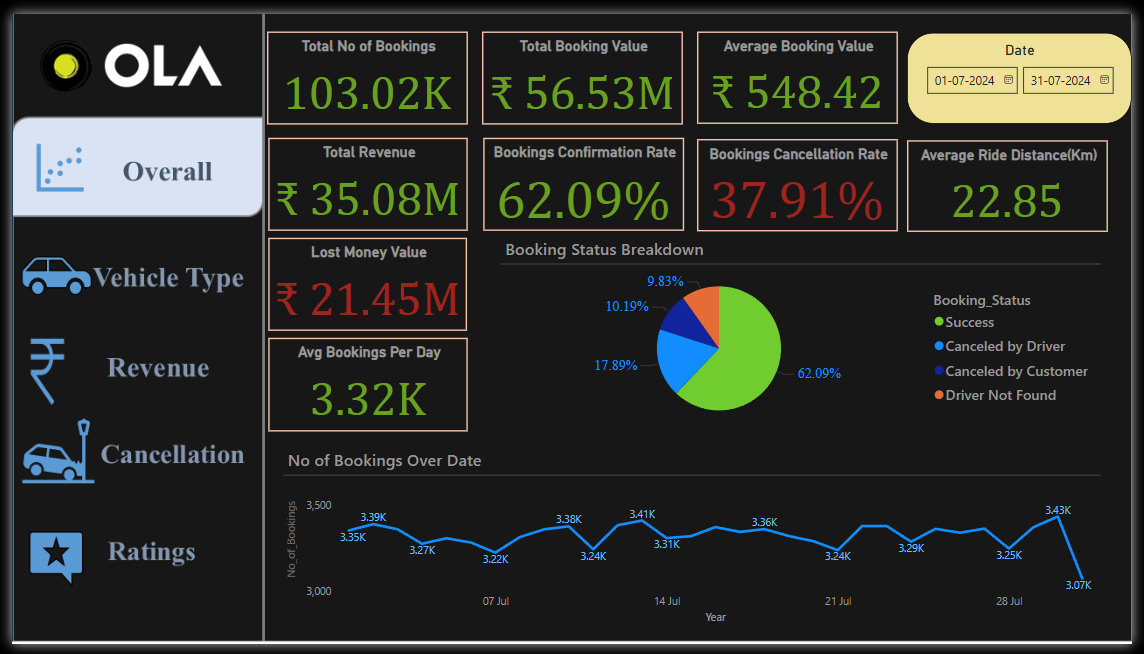 OLA
Overall
Vehicle Type
Revenue
Cancellation
Ratings
Total No of Bookings
103.02K
Total Booking Value
₹ 56.53M
Average Booking Value
₹ 548.42
Date
01-07-2024
31-07-2024
Total Revenue
₹ 35.08M
Bookings Confirmation Rate
62.09%
Bookings Cancellation Rate
37.91%
Average Ride Distance(Km)
22.85
Lost Money Value
₹ 21.45M
Avg Bookings Per Day
3.32K
Booking Status Breakdown
9.83%
10.19%
17.89%
62.09%
Booking_Status
Success
Canceled by Driver
Canceled by Customer
Driver Not Found
No of Bookings Over Date
No_of_Bookings
3,500
3,000
3.35K
3.39K
3.27K
3.22K
3.38K
3.24K
3.41K
3.31K
3.36K
3.24K
3.29K
3.25K
3.43K
3.07K
07 Jul
14 Jul
21 Jul
28 Jul
Year